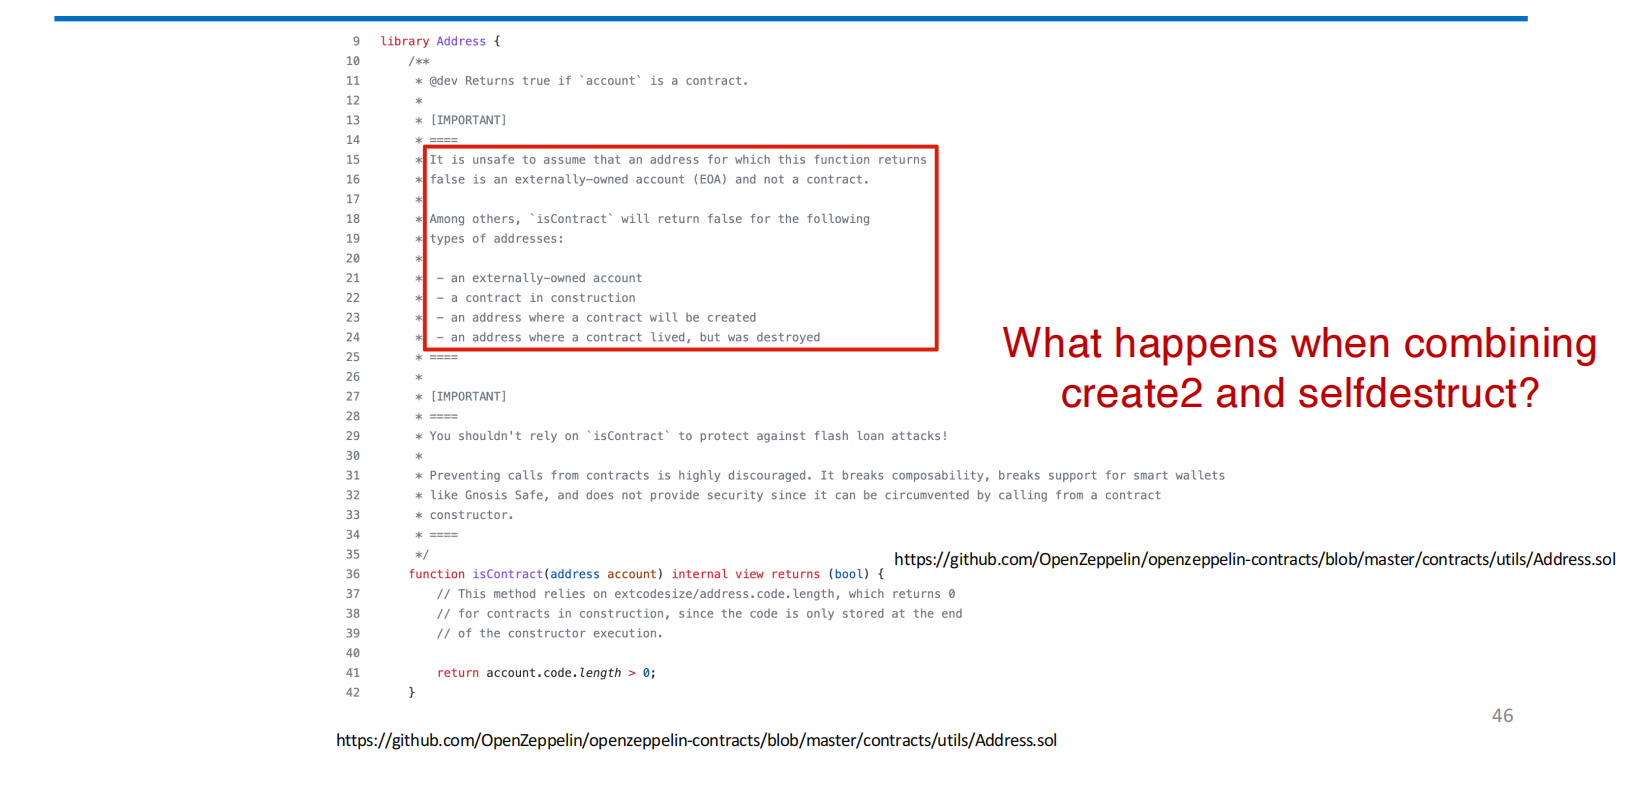 9 library Address {
10 /**
11 * @dev Returns true if `account` is a contract.
12 *
13 * [IMPORTANT]
14 * ====
15 * It is unsafe to assume that an address for which this function returns
16 * false is an externally-owned account (EOA) and not a contract.
17 *
18 * Among others, `isContract` will return false for the following
19 * types of addresses:
20 *
21 * - an externally-owned account
22 * - a contract in construction
23 * - an address where a contract will be created
24 * - an address where a contract lived, but was destroyed
25 * ====
26 *
27 * [IMPORTANT]
28 * ====
29 * You shouldn't rely on `isContract` to protect against flash loan attacks!
30 *
31 * Preventing calls from contracts is highly discouraged. It breaks composability, breaks support for smart wallets
32 * like Gnosis Safe, and does not provide security since it can be circumvented by calling from a contract
33 * constructor.
34 * ====
35 */
36 function isContract(address account) internal view returns (bool) {
37 // This method relies on extcodesize/address.code.length, which returns 0
38 // for contracts in construction, since the code is only stored at the end
39 // of the constructor execution.
40
41 return account.code.length > 0;
42 }
What happens when combining
create2 and selfdestruct?
https://github.com/OpenZeppelin/openzeppelin-contracts/blob/master/contracts/utils/Address.sol
46
https://github.com/OpenZeppelin/openzeppelin-contracts/blob/master/contracts/utils/Address.sol